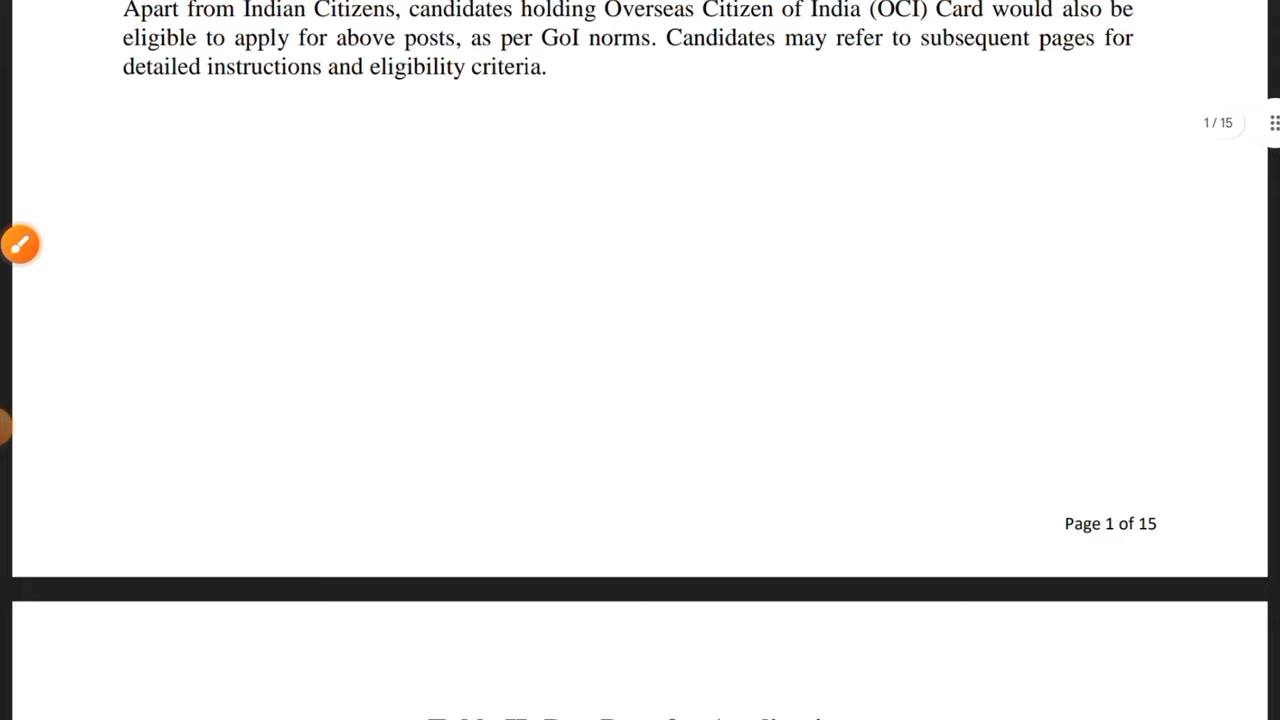 Apart from Indian Citizens, candidates holding Overseas Citizen of India (OCI) Card would also be
eligible to apply for above posts, as per GoI norms. Candidates may refer to subsequent pages for
detailed instructions and eligibility criteria.
1 / 15
Page 1 of 15